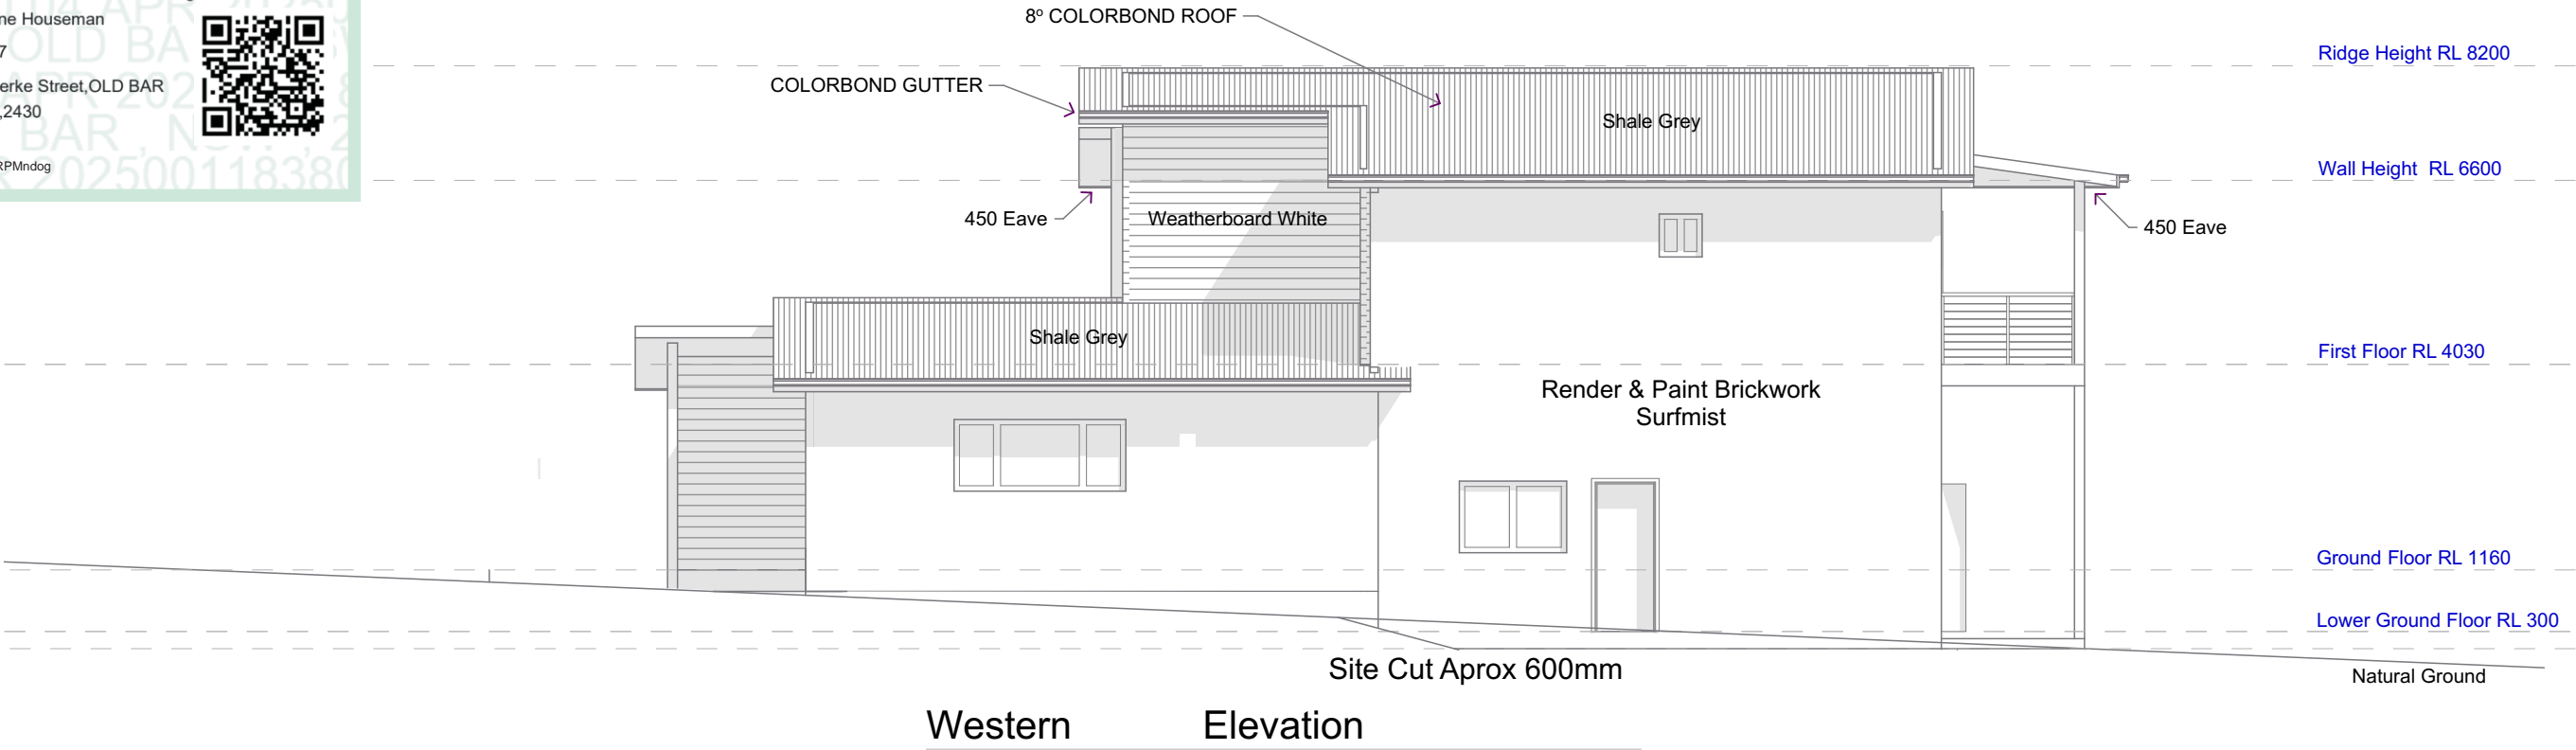 ne Houseman
7
erke Street,OLD BAR
,2430
RPMndog
8º COLORBOND ROOF
COLORBOND GUTTER
Shale Grey
Ridge Height RL 8200
Wall Height RL 6600
450 Eave
Weatherboard White
450 Eave
Shale Grey
First Floor RL 4030
Render & Paint Brickwork
Surfmist
Ground Floor RL 1160
Lower Ground Floor RL 300
Site Cut Aprox 600mm
Natural Ground
Western Elevation